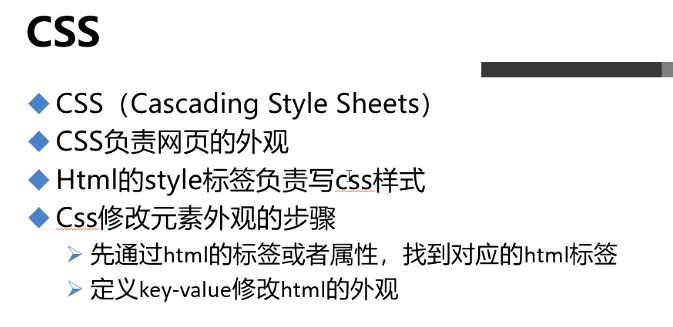 CSS
CSS（Cascading Style Sheets）
CSS负责网页的外观
Html的style标签负责写css样式
Css修改元素外观的步骤
先通过html的标签或者属性，找到对应的html标签
定义key-value修改html的外观